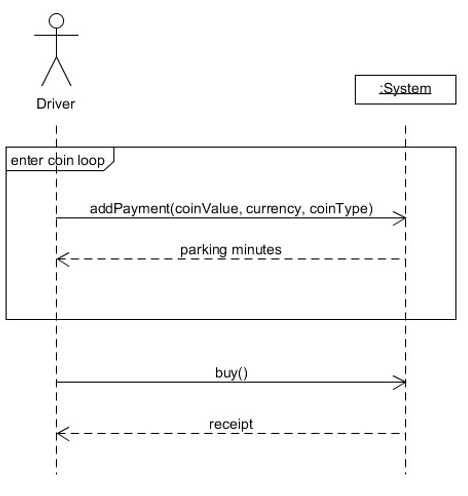 Driver
:System
enter coin loop
addPayment(coinValue, currency, coinType)
parking minutes
buy()
receipt